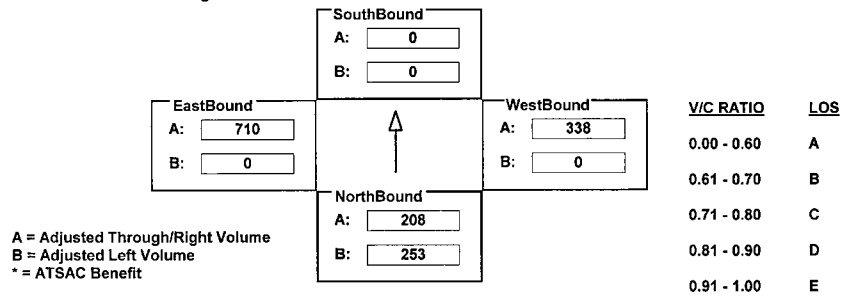 SouthBound
A: 0
B: 0
EastBound
A: 710
B: 0
WestBound
A: 338
B: 0
NorthBound
A: 208
B: 253
A = Adjusted Through/Right Volume
B = Adjusted Left Volume
* = ATSAC Benefit
V/C RATIO LOS
0.00 - 0.60 A
0.61 - 0.70 B
0.71 - 0.80 C
0.81 - 0.90 D
0.91 - 1.00 E